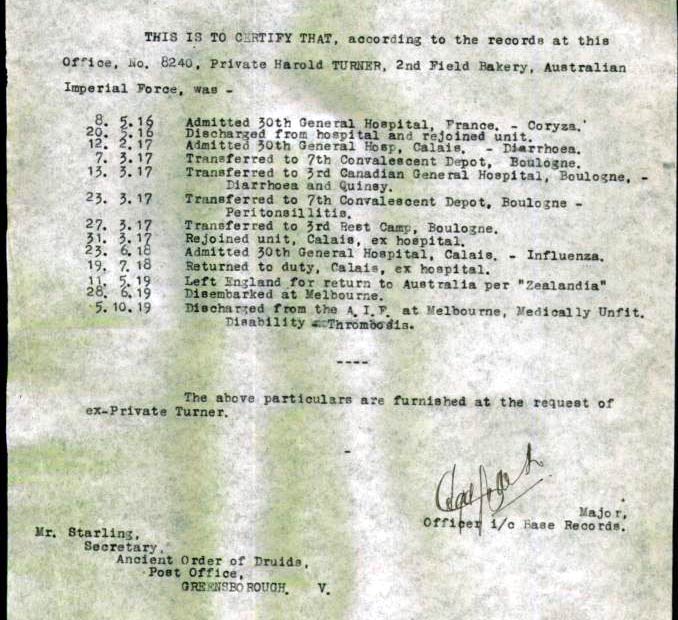 THIS IS TO CERTIFY THAT, according to the records at this
Office, No. 8240, Private Harold TURNER, 2nd Field Bakery, Australian
Imperial Force, was -
8. 5.16 Admitted 30th General Hospital, France. - Coryza.
20. 5.16 Discharged from hospital and rejoined unit.
12. 2.17 Admitted 30th General Hosp, Calais. - Diarrhoea.
7. 3.17 Transferred to 7th Convalescent Depot, Boulogne.
13. 3.17 Transferred to 3rd Canadian General Hospital, Boulogne, -
Diarrhoea and Quinsy.
23. 3.17 Transferred to 7th Convalescent Depot, Boulogne -
Peritonsillitis.
27. 3.17 Transferred to 3rd Rest Camp, Boulogne.
31. 3.17 Rejoined unit, Calais, ex hospital.
23. 6.18 Admitted 30th General Hospital, Calais. - Influenza.
19. 7.18 Returned to duty, Calais, ex hospital.
11. 5.19 Left England for return to Australia per "Zealandia"
28. 6.19 Disembarked at Melbourne.
5.10.19 Discharged from the A.I.F. at Melbourne, Medically Unfit.
Disability - Thrombosis.
----
The above particulars are furnished at the request of
ex-Private Turner.
-
Major,
Officer i/c Base Records.
Mr. Starling,
Secretary,
Ancient Order of Druids,
Post Office,
GREENSBOROUGH. V.